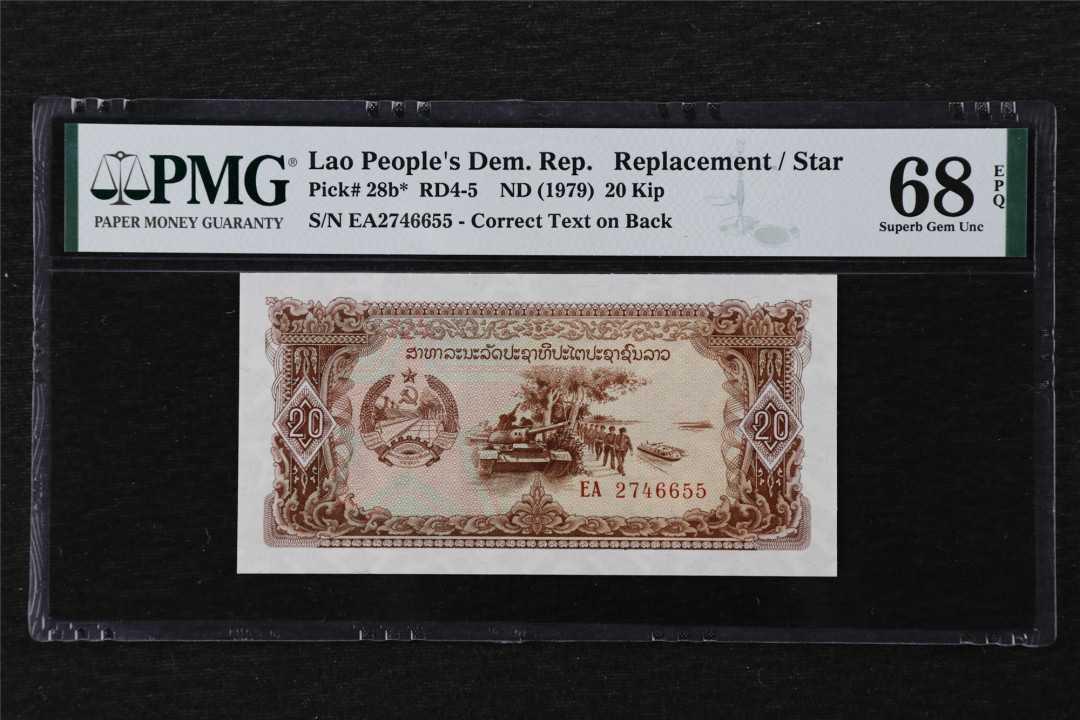 PMG®
PAPER MONEY GUARANTY
Lao People's Dem. Rep. Replacement / Star
Pick# 28b* RD4-5 ND (1979) 20 Kip
S/N EA2746655 - Correct Text on Back
68
EPQ
Superb Gem Unc
ສາທາລະນະລັດປະຊາທິປະໄຕປະຊາຊົນລາວ
20
20
EA 2746655